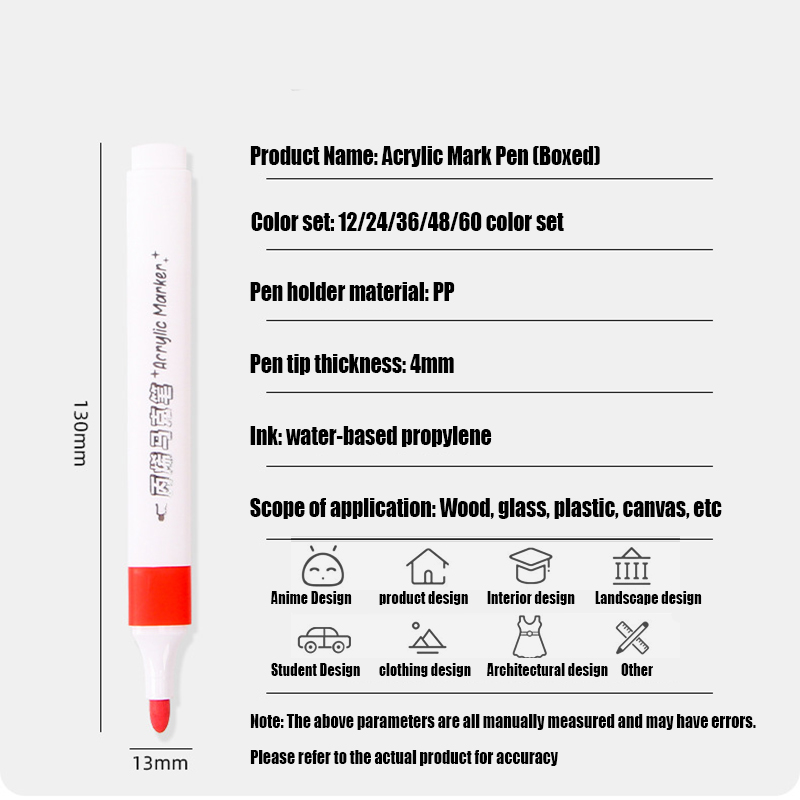 Product Name: Acrylic Mark Pen (Boxed)
Color set: 12/24/36/48/60 color set
Pen holder material: PP
Pen tip thickness: 4mm
Ink: water-based propylene
Scope of application: Wood, glass, plastic, canvas, etc
Anime Design product design Interior design Landscape design
Student Design clothing design Architectural design Other
Note: The above parameters are all manually measured and may have errors.
Please refer to the actual product for accuracy
130mm
13mm
丙烯马克笔 Acrylic Marker